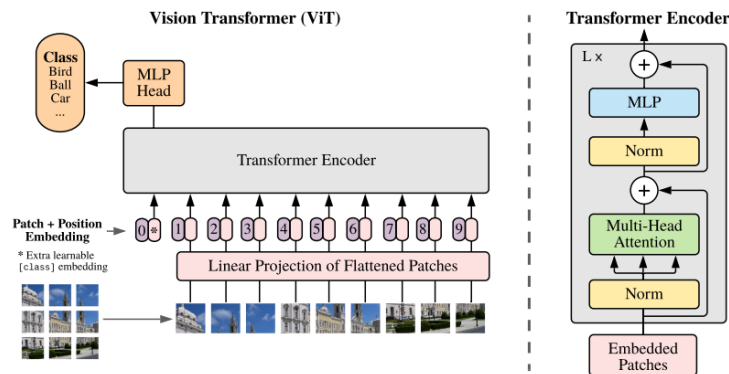 Vision Transformer (ViT)
Class
Bird
Ball
Car
...
MLP
Head
Transformer Encoder
Patch + Position
Embedding
0 * 1 2 3 4 5 6 7 8 9
* Extra learnable
[class] embedding
Linear Projection of Flattened Patches
Transformer Encoder
L x
+
MLP
Norm
+
Multi-Head
Attention
Norm
Embedded
Patches